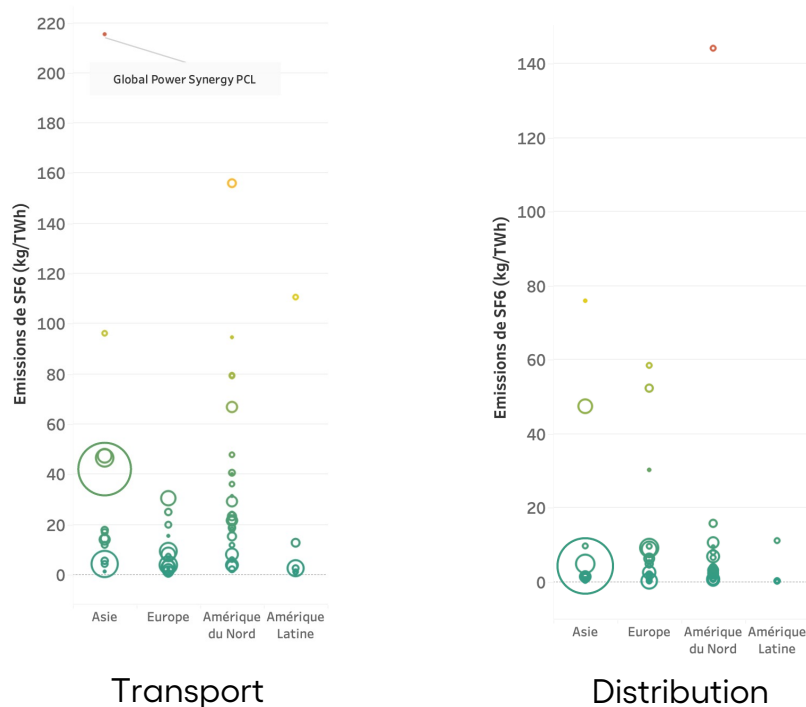 220
200
180
160
140
120
100
80
60
40
20
0
Emissions de SF6 (kg/TWh)
Global Power Synergy PCL
Asie
Europe
Amérique
du Nord
Amérique
Latine
Transport
140
120
100
80
60
40
20
0
Emissions de SF6 (kg/TWh)
Asie
Europe
Amérique
du Nord
Amérique
Latine
Distribution